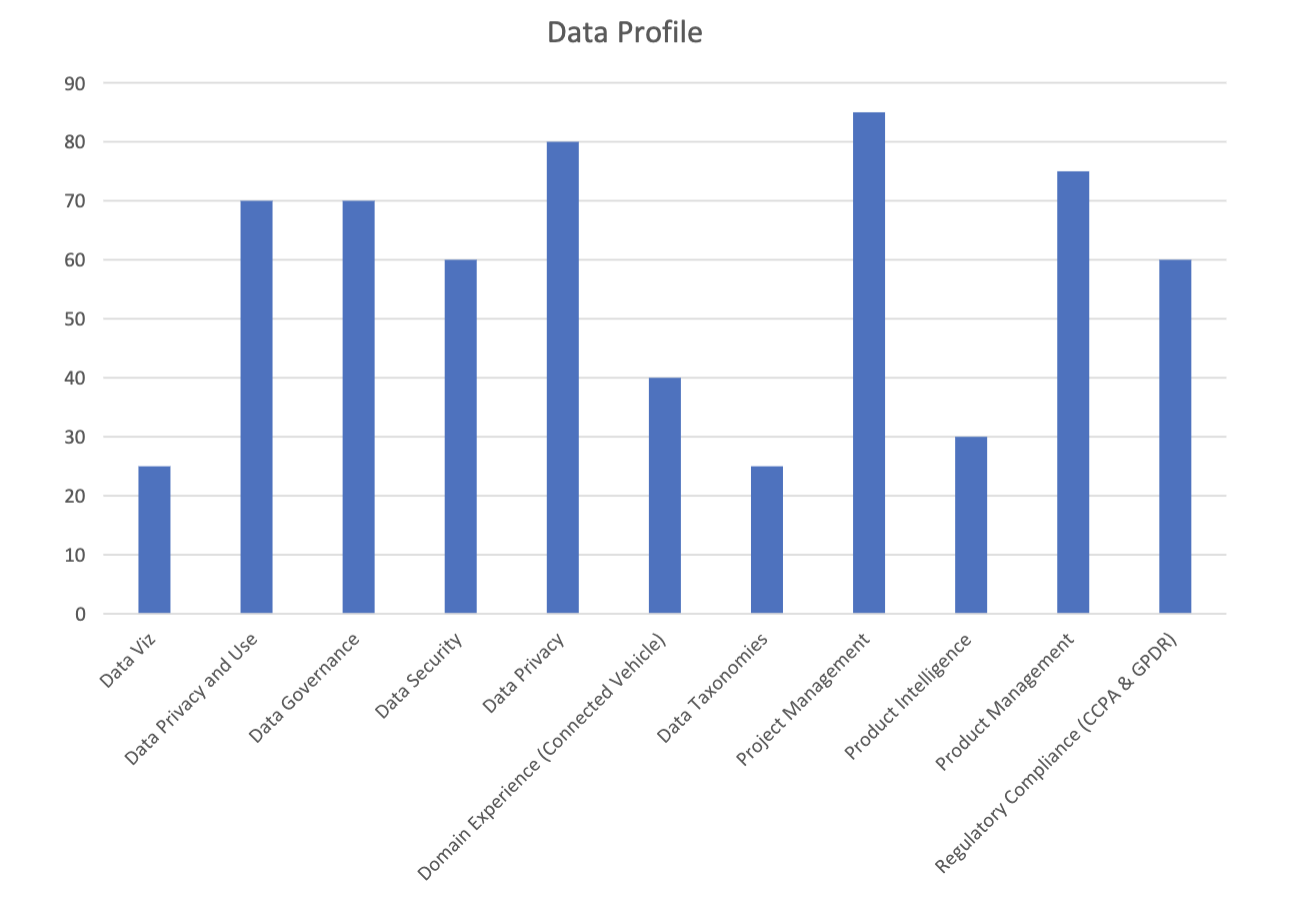 Data Profile
90
80
70
60
50
40
30
20
10
0
Data Viz
Data Privacy and Use
Data Governance
Data Security
Data Privacy
Domain Experience (Connected Vehicle)
Data Taxonomies
Project Management
Product Intelligence
Product Management
Regulatory Compliance (CCPA & GPDR)